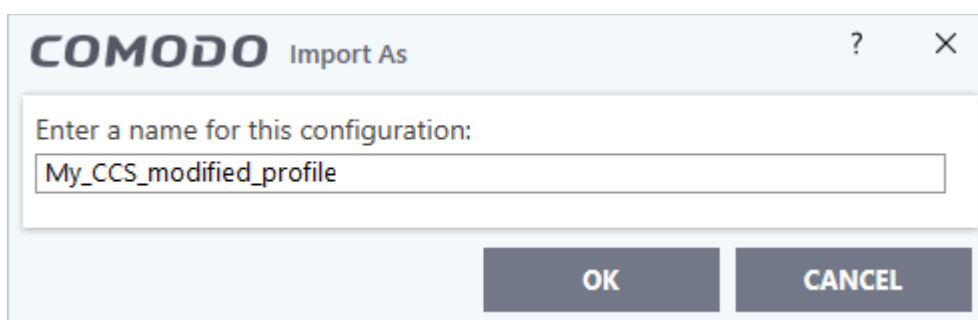 COMODO Import As ? ×
Enter a name for this configuration:
My_CCS_modified_profile
OK CANCEL